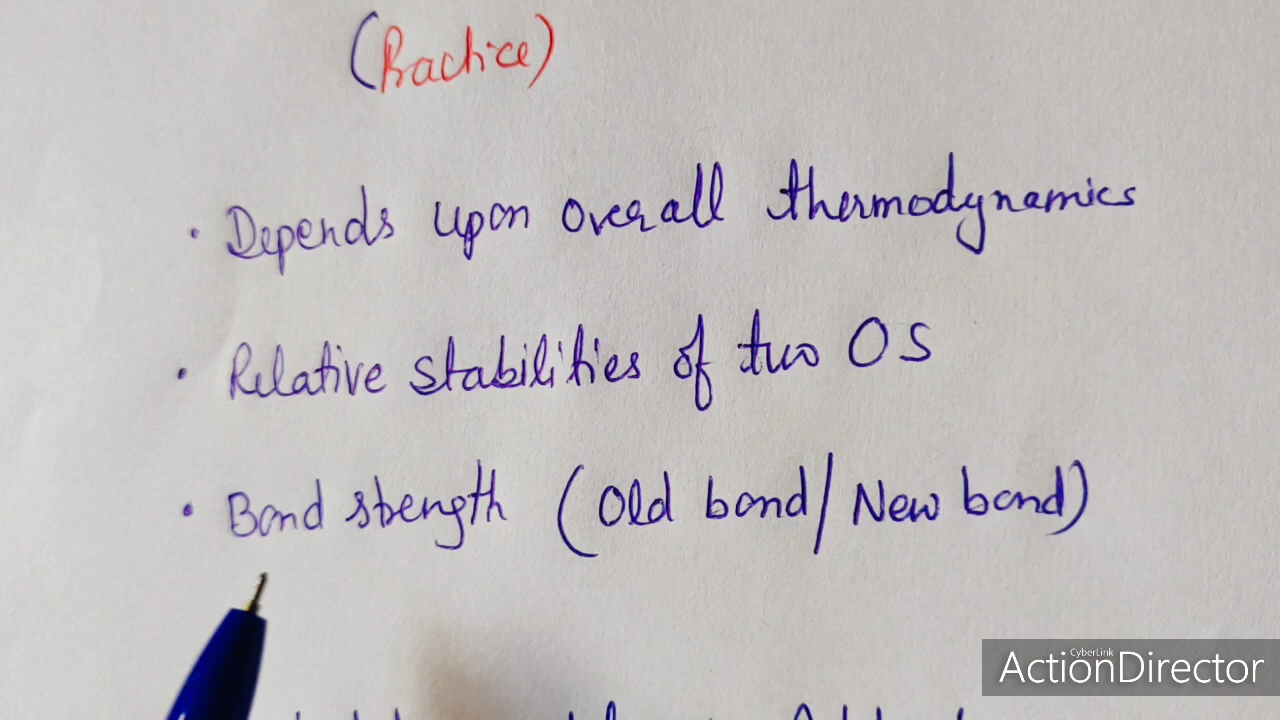 (Practice)
· Depends upon overall thermodynamics
· Relative stabilities of two OS
· Bond strength (Old bond/New bond)
CyberLink
ActionDirector